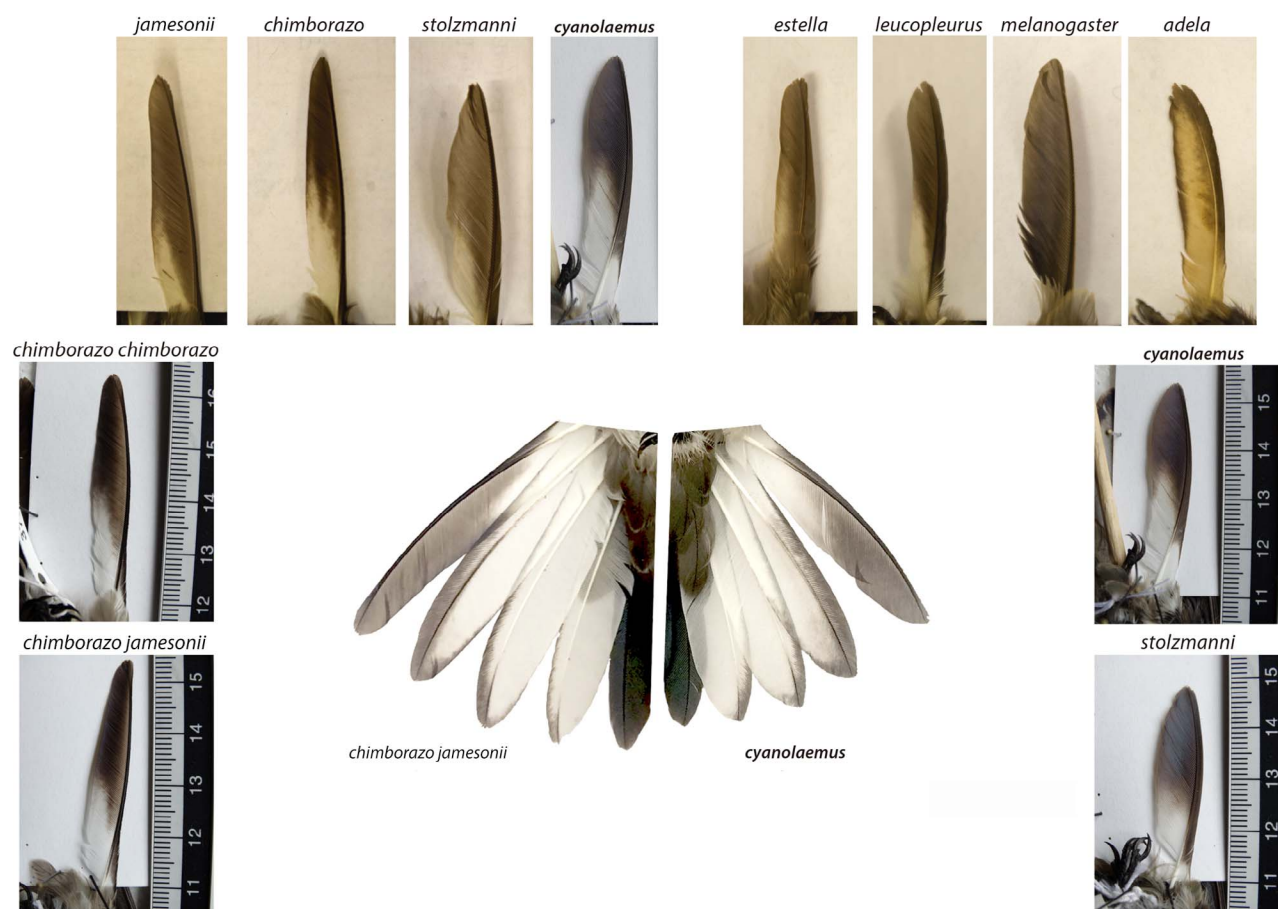 jamesonii
chimborazo
stolzmanni
cyanolaemus
estella
leucopleurus
melanogaster
adela
chimborazo chimborazo
16
15
14
13
12
chimborazo jamesonii
15
14
13
12
11
chimborazo jamesonii
cyanolaemus
cyanolaemus
15
14
13
12
11
stolzmanni
15
14
13
12
11